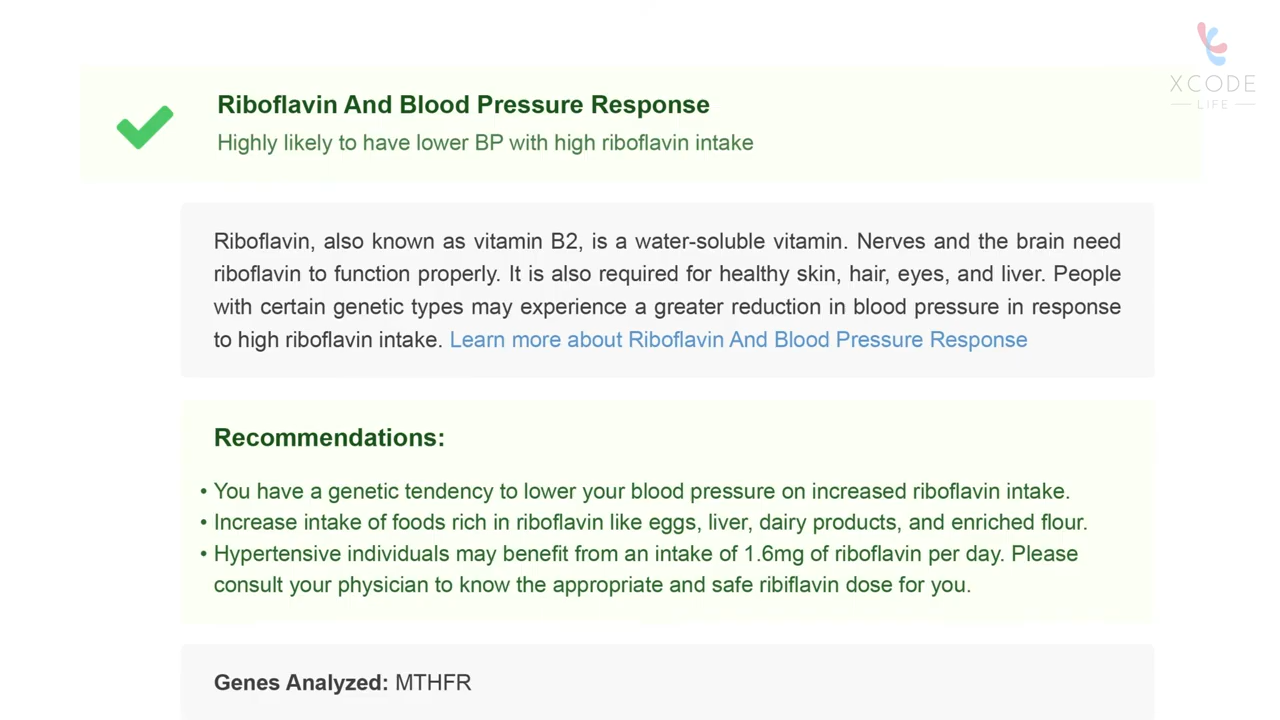 XCODE
LIFE
Riboflavin And Blood Pressure Response
Highly likely to have lower BP with high riboflavin intake
Riboflavin, also known as vitamin B2, is a water-soluble vitamin. Nerves and the brain need
riboflavin to function properly. It is also required for healthy skin, hair, eyes, and liver. People
with certain genetic types may experience a greater reduction in blood pressure in response
to high riboflavin intake. Learn more about Riboflavin And Blood Pressure Response
Recommendations:
• You have a genetic tendency to lower your blood pressure on increased riboflavin intake.
• Increase intake of foods rich in riboflavin like eggs, liver, dairy products, and enriched flour.
• Hypertensive individuals may benefit from an intake of 1.6mg of riboflavin per day. Please
consult your physician to know the appropriate and safe ribiflavin dose for you.
Genes Analyzed: MTHFR